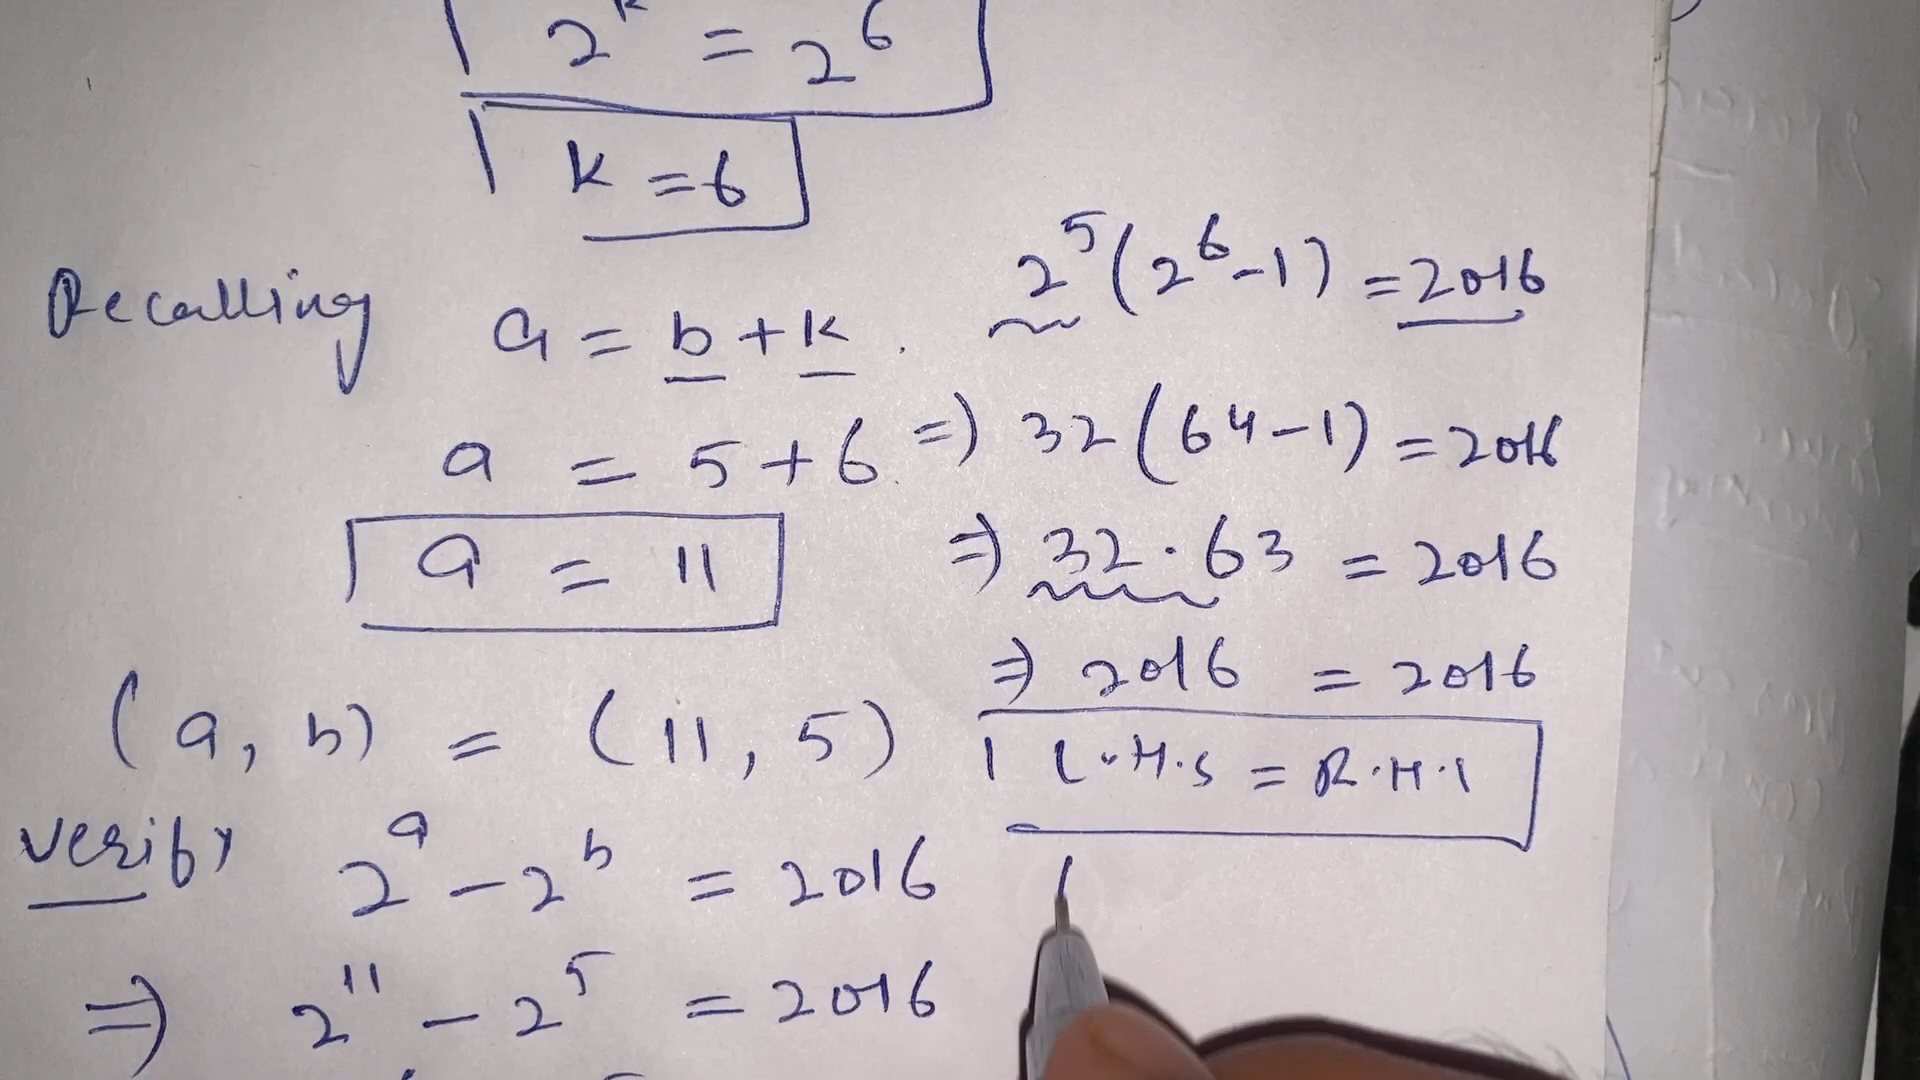 2^k = 2^6
k = 6
Recalling a = b + k.
a = 5 + 6
a = 11
(a, b) = (11, 5)
verify 2^a - 2^b = 2016
=> 2^11 - 2^5 = 2016
2^5 (2^6 - 1) = 2016
=> 32 (64 - 1) = 2016
=> 32 · 63 = 2016
=> 2016 = 2016
L.H.S = R.H.S
(